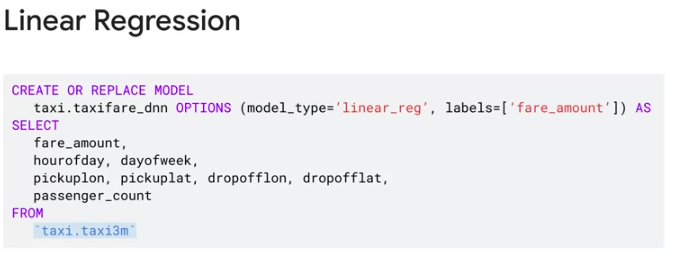 Linear Regression
CREATE OR REPLACE MODEL
taxi.taxifare_dnn OPTIONS (model_type='linear_reg', labels=['fare_amount']) AS
SELECT
fare_amount,
hourofday, dayofweek,
pickuplon, pickuplat, dropofflon, dropofflat,
passenger_count
FROM
`taxi.taxi3m`